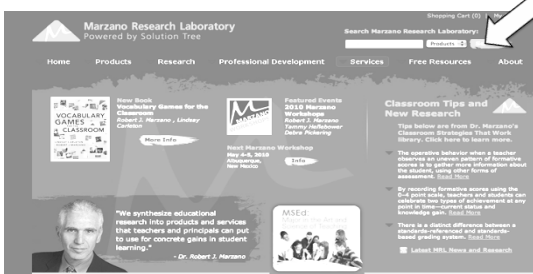 Shopping Cart (0)
Marzano Research Laboratory
Powered by Solution Tree
Search Marzano Research Laboratory:
Products
Home Products Research Professional Development Services Free Resources About
New Book
Vocabulary Games for the
Classroom
Robert J. Marzano, Lindsay
Carleton
More Info
VOCABULARY
GAMES
CLASSROOM
Featured Events
2010 Marzano
Workshops
Robert J. Marzano
Tammy Heflebower
Debra Pickering
Next Marzano Workshop
May 4-5, 2010
Albuquerque,
New Mexico
Info
Classroom Tips and
New Research
Tips below are from Dr. Marzano's
Classroom Strategies That Work
library. Click here to learn more.
The operative behavior when a teacher
observes an uneven pattern of formative
scores is to gather more information about
the student, using other forms of
assessment. Read More
By recording formative scores using the
0-4 point scale, teachers and students can
celebrate two types of achievement at any
point in time—current status and
knowledge gain. Read More
There is a distinct difference between a
standards-referenced and standards-
based grading system. Read More
Latest MRL News and Research
"We synthesize educational
research into products and services
that teachers and principals can put
to use for concrete gains in student
learning."
- Dr. Robert J. Marzano
MSEd: